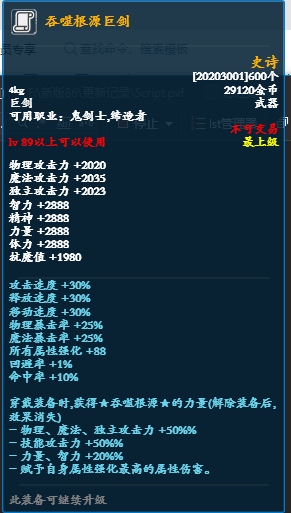 吞噬根源巨剑
史诗
[20203001]600个
4kg
29120金币
巨剑
武器
可用职业：鬼剑士,缔造者
不可交易
lv 89以上可以使用
最上级
物理攻击力 +2020
魔法攻击力 +2035
独立攻击力 +2023
智力 +2888
精神 +2888
力量 +2888
体力 +2888
抗魔值 +1980
攻击速度 +30%
释放速度 +30%
移动速度 +30%
物理暴击率 +25%
魔法暴击率 +25%
所有属性强化 +88
回避率 +1%
命中率 +10%
穿戴装备时,获得★吞噬根源★的力量(解除装备后,
效果消失)
- 物理、魔法、独立攻击力 +50%%
- 技能攻击力 +50%%
- 力量、智力 +20%%
- 赋予自身属性强化最高的属性伤害。
此装备可继续升级